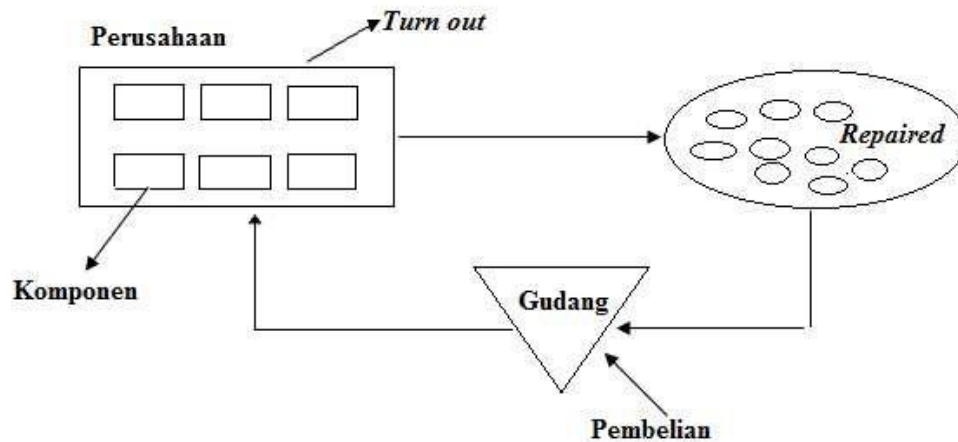 Turn out
Perusahaan
Repaired
Komponen
Gudang
Pembelian